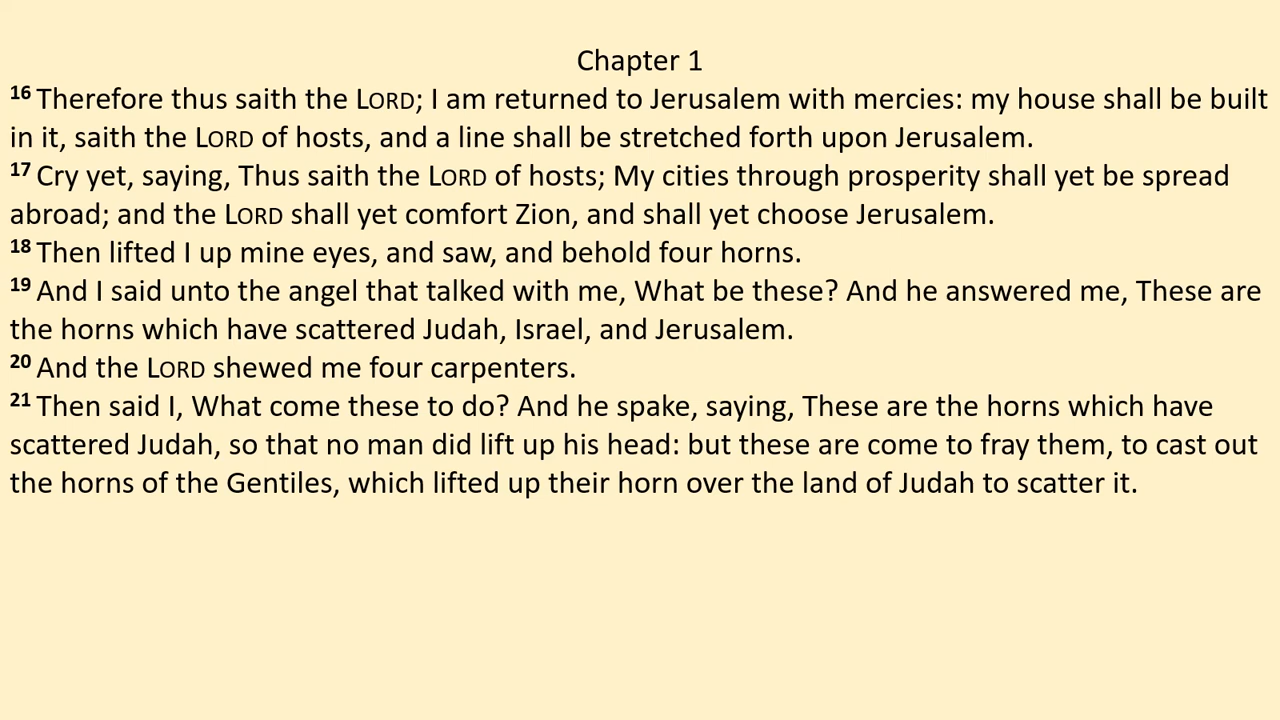 Chapter 1
16 Therefore thus saith the LORD; I am returned to Jerusalem with mercies: my house shall be built
in it, saith the LORD of hosts, and a line shall be stretched forth upon Jerusalem.
17 Cry yet, saying, Thus saith the LORD of hosts; My cities through prosperity shall yet be spread
abroad; and the LORD shall yet comfort Zion, and shall yet choose Jerusalem.
18 Then lifted I up mine eyes, and saw, and behold four horns.
19 And I said unto the angel that talked with me, What be these? And he answered me, These are
the horns which have scattered Judah, Israel, and Jerusalem.
20 And the LORD shewed me four carpenters.
21 Then said I, What come these to do? And he spake, saying, These are the horns which have
scattered Judah, so that no man did lift up his head: but these are come to fray them, to cast out
the horns of the Gentiles, which lifted up their horn over the land of Judah to scatter it.